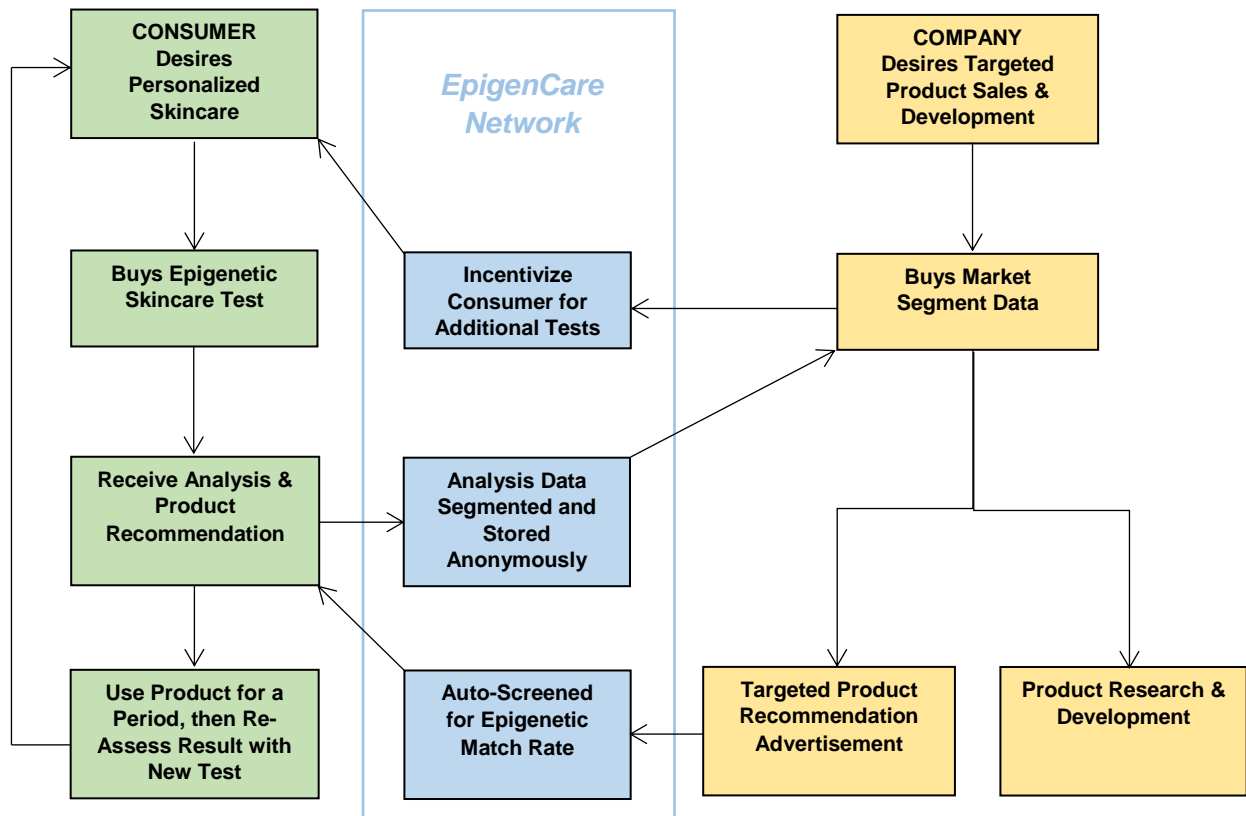 CONSUMER
Desires
Personalized
Skincare
EpigenCare
Network
COMPANY
Desires Targeted
Product Sales &
Development
Buys Epigenetic
Skincare Test
Incentivize
Consumer for
Additional Tests
Buys Market
Segment Data
Receive Analysis &
Product
Recommendation
Analysis Data
Segmented and
Stored
Anonymously
Use Product for a
Period, then Re-
Assess Result with
New Test
Auto-Screened
for Epigenetic
Match Rate
Targeted Product
Recommendation
Advertisement
Product Research &
Development